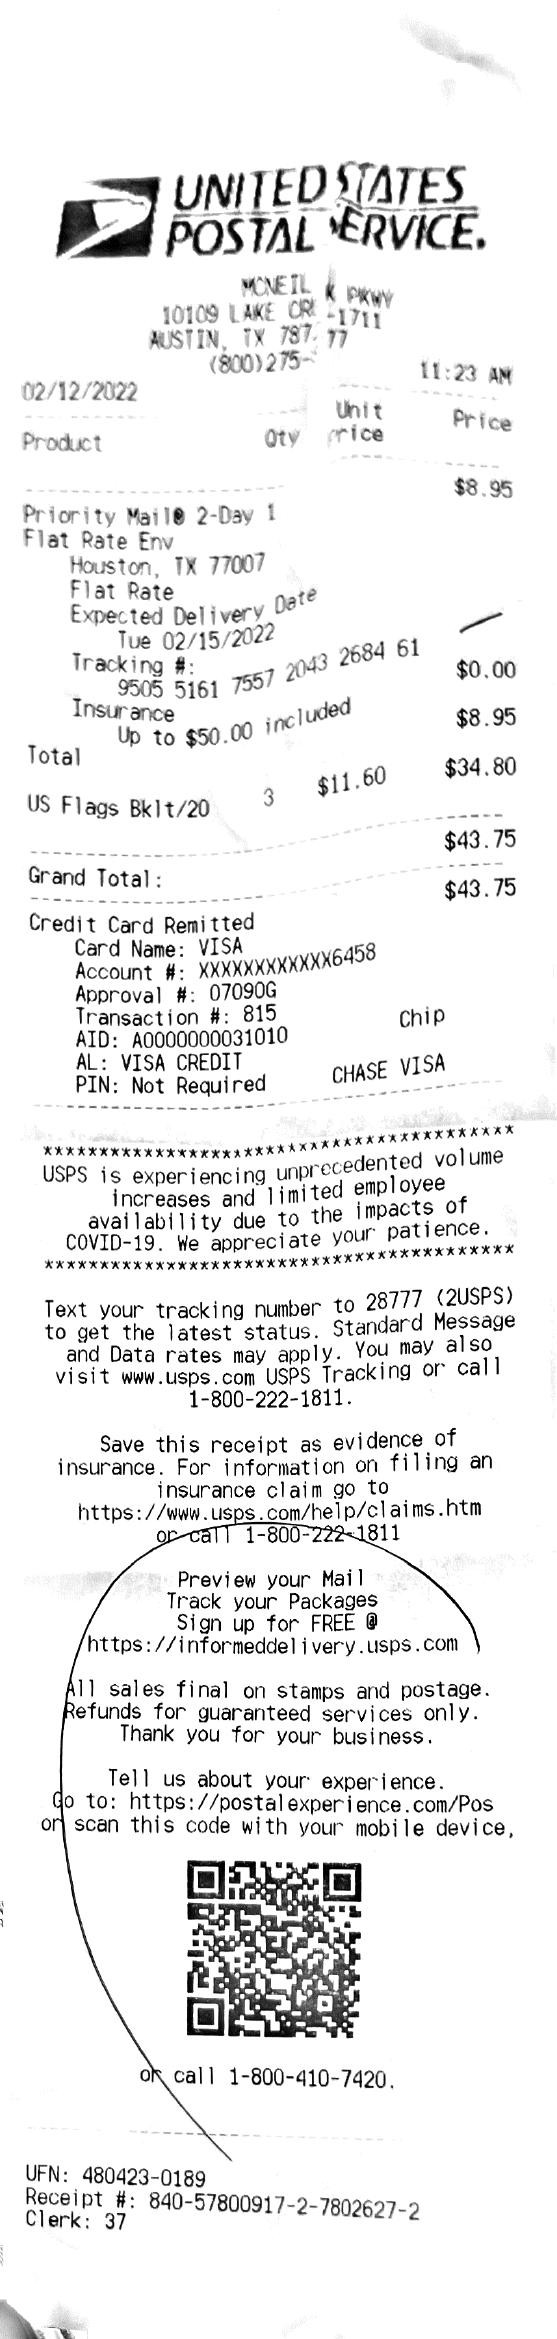 UNITED STATES
POSTAL SERVICE.
MCNEIL
10109 LAKE PKWY
AUSTIN, TX -1711
(800)275-
02/12/2022 11:23 AM
Product Qty Unit Price
Price
Priority Mail® 2-Day 1 $8.95
Flat Rate Env
Houston, TX 77007
Flat Rate
Expected Delivery Date
Tue 02/15/2022
Tracking #:
9505 5161 7557 2043 2684 61
Insurance $0.00
Up to $50.00 included
Total $8.95
US Flags Bklt/20 3 $11.60 $34.80
Grand Total: $43.75
Credit Card Remitted $43.75
Card Name: VISA
Account #: XXXXXXXXXXXX6458
Approval #: 07090G
Transaction #: 815
AID: A0000000031010 Chip
AL: VISA CREDIT
PIN: Not Required CHASE VISA
******************************************
USPS is experiencing unprecedented volume
increases and limited employee
availability due to the impacts of
COVID-19. We appreciate your patience.
******************************************
Text your tracking number to 28777 (2USPS)
to get the latest status. Standard Message
and Data rates may apply. You may also
visit www.usps.com USPS Tracking or call
1-800-222-1811.
Save this receipt as evidence of
insurance. For information on filing an
insurance claim go to
https://www.usps.com/help/claims.htm
or call 1-800-222-1811
Preview your Mail
Track your Packages
Sign up for FREE @
https://informeddelivery.usps.com
All sales final on stamps and postage.
Refunds for guaranteed services only.
Thank you for your business.
Tell us about your experience.
Go to: https://postalexperience.com/Pos
or scan this code with your mobile device,
or call 1-800-410-7420.
UFN: 480423-0189
Receipt #: 840-57800917-2-7802627-2
Clerk: 37